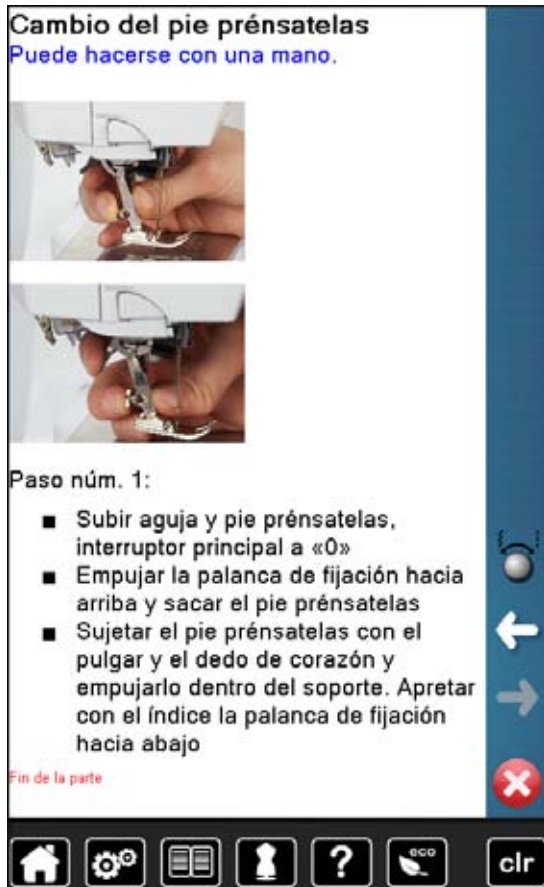 Cambio del pie prénsatelas
Puede hacerse con una mano.
Paso núm. 1:
■ Subir aguja y pie prénsatelas,
interruptor principal a «0»
■ Empujar la palanca de fijación hacia
arriba y sacar el pie prénsatelas
■ Sujetar el pie prénsatelas con el
pulgar y el dedo de corazón y
empujarlo dentro del soporte. Apretar
con el índice la palanca de fijación
hacia abajo
Fin de la parte
?
eco
clr